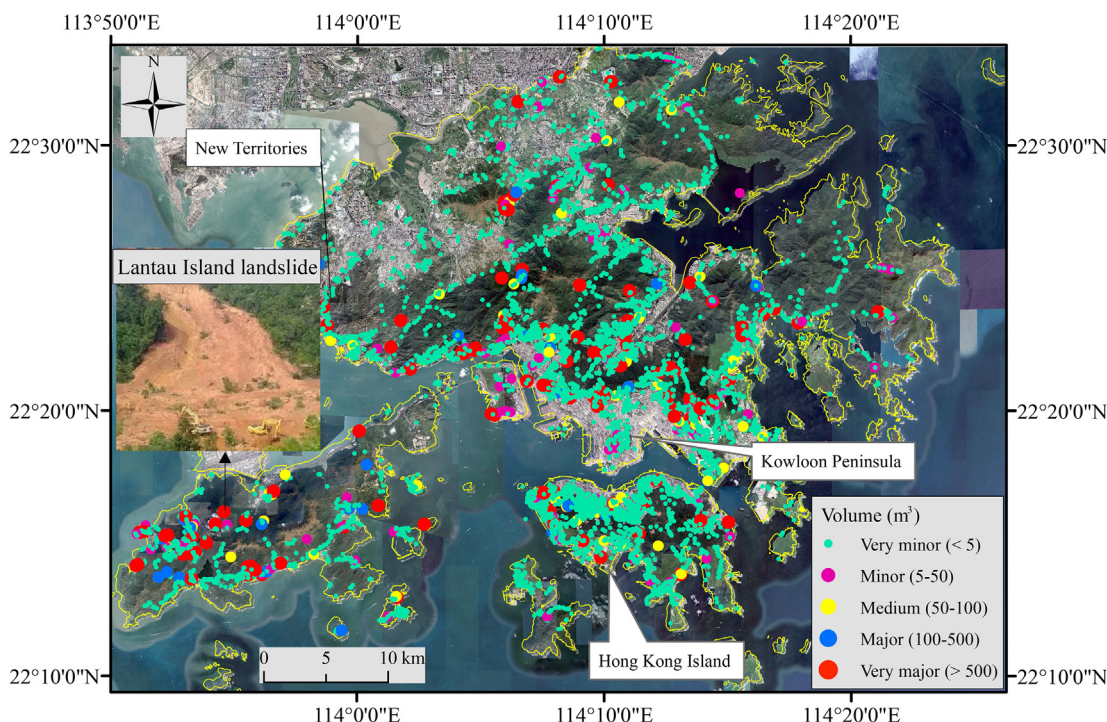 113°50'0"E 114°0'0"E 114°10'0"E 114°20'0"E
N
22°30'0"N 22°30'0"N
New Territories
Lantau Island landslide
22°20'0"N 22°20'0"N
Kowloon Peninsula
Volume (m³)
Very minor (< 5)
Minor (5-50)
Medium (50-100)
Major (100-500)
Very major (> 500)
0 5 10 km
Hong Kong Island
22°10'0"N 22°10'0"N
114°0'0"E 114°10'0"E 114°20'0"E